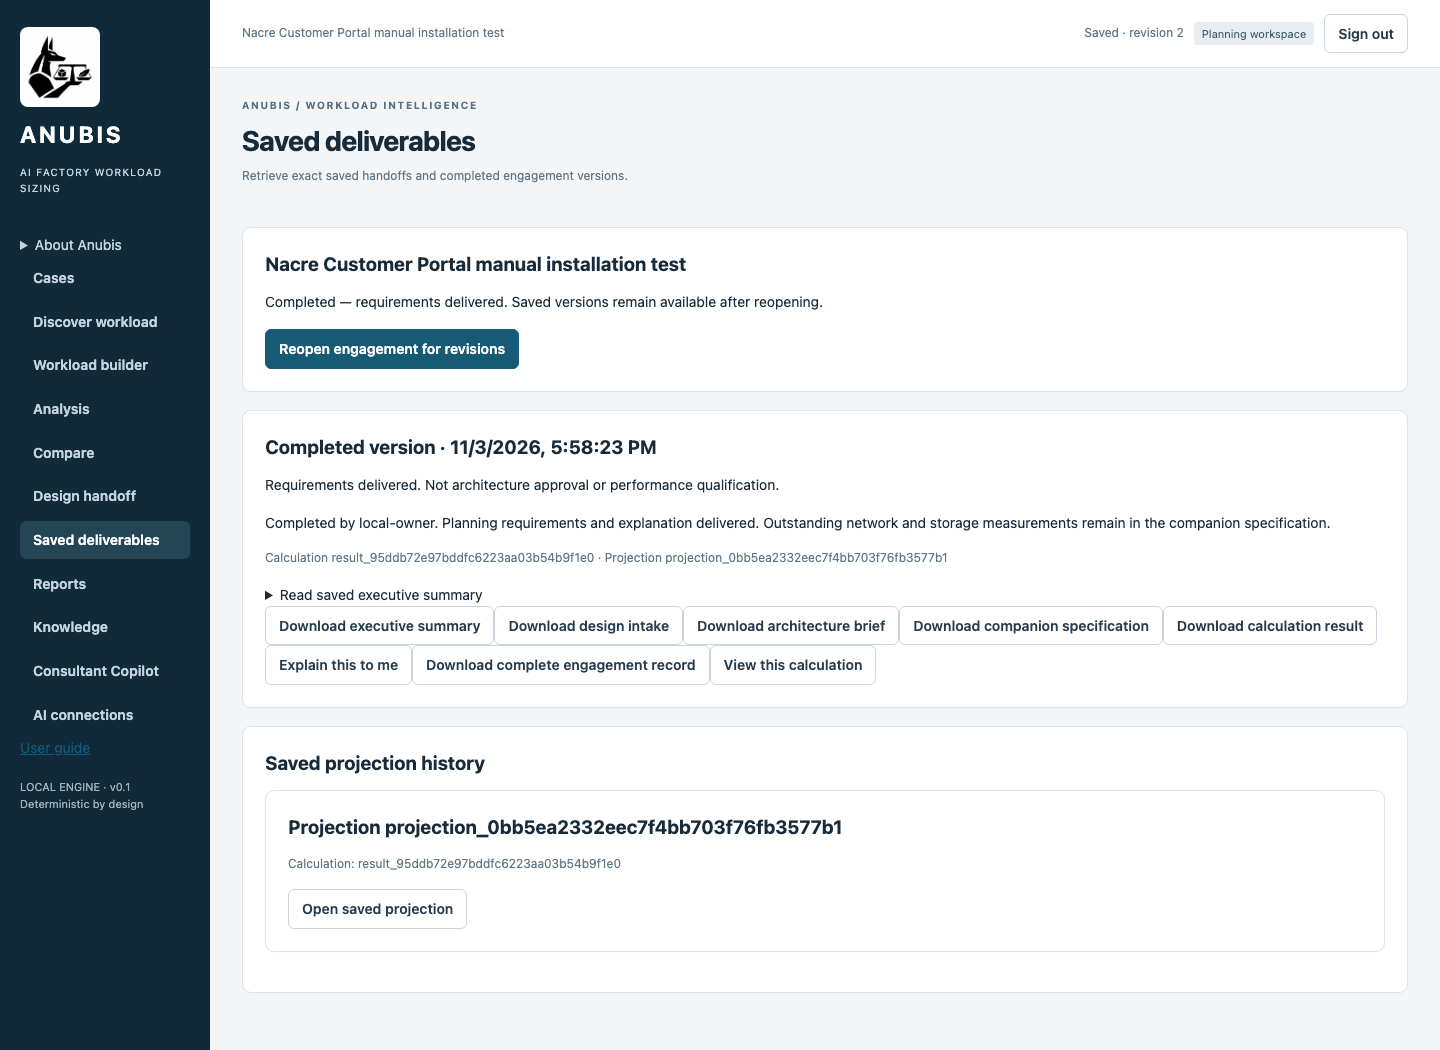 ANUBIS
AI FACTORY WORKLOAD
SIZING
About Anubis
Cases
Discover workload
Workload builder
Analysis
Compare
Design handoff
Saved deliverables
Reports
Knowledge
Consultant Copilot
AI connections
User guide
LOCAL ENGINE · v0.1
Deterministic by design
Nacre Customer Portal manual installation test
Saved · revision 2
Planning workspace
Sign out
ANUBIS / WORKLOAD INTELLIGENCE
Saved deliverables
Retrieve exact saved handoffs and completed engagement versions.
Nacre Customer Portal manual installation test
Completed — requirements delivered. Saved versions remain available after reopening.
Reopen engagement for revisions
Completed version · 11/3/2026, 5:58:23 PM
Requirements delivered. Not architecture approval or performance qualification.
Completed by local-owner. Planning requirements and explanation delivered. Outstanding network and storage measurements remain in the companion specification.
Calculation result_95ddb72e97bddfc6223aa03b54b9f1e0 · Projection projection_0bb5ea2332eec7f4bb703f76fb3577b1
Read saved executive summary
Download executive summary
Download design intake
Download architecture brief
Download companion specification
Download calculation result
Explain this to me
Download complete engagement record
View this calculation
Saved projection history
Projection projection_0bb5ea2332eec7f4bb703f76fb3577b1
Calculation: result_95ddb72e97bddfc6223aa03b54b9f1e0
Open saved projection